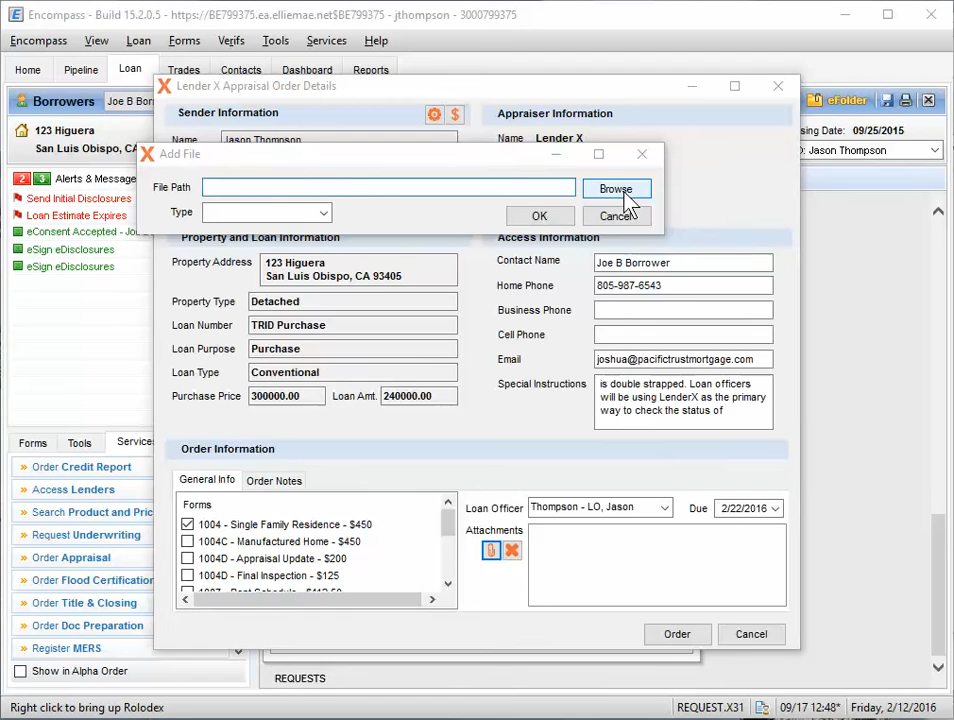 Encompass - Build 15.2.0.5 - https://BE799375.ea.elliemae.net$BE799375 - jthompson - 3000799375
Encompass View Loan Forms Verifs Tools Services Help
Home Pipeline Loan Trades Contacts Dashboard Reports
Lender X Appraisal Order Details
Borrowers Joe B Borr
eFolder
Sender Information
Appraiser Information
123 Higuera
San Luis Obispo, CA
Name Jason Thompson
Name Lender X
sing Date: 09/25/2015
O: Jason Thompson
Add File
File Path
Browse
Type
OK
Cancel
2 3 Alerts & Message
Send Initial Disclosures
Loan Estimate Expires
eConsent Accepted - Joe B
eSign eDisclosures
eSign eDisclosures
Property and Loan Information
Property Address 123 Higuera
San Luis Obispo, CA 93405
Property Type Detached
Loan Number TRID Purchase
Loan Purpose Purchase
Loan Type Conventional
Purchase Price 300000.00 Loan Amt. 240000.00
Access Information
Contact Name Joe B Borrower
Home Phone 805-987-6543
Business Phone
Cell Phone
Email joshua@pacifictrustmortgage.com
Special Instructions is double strapped. Loan officers
will be using LenderX as the primary
way to check the status of
Forms Tools Services
» Order Credit Report
» Access Lenders
» Search Product and Pric
» Request Underwriting
» Order Appraisal
» Order Flood Certification
» Order Title & Closing
» Order Doc Preparation
» Register MERS
Show in Alpha Order
Order Information
General Info Order Notes
Forms
1004 - Single Family Residence - $450
1004C - Manufactured Home - $450
1004D - Appraisal Update - $200
1004D - Final Inspection - $125
1007 - Rent Schedule - $112.50
Loan Officer Thompson - LO, Jason
Due 2/22/2016
Attachments
Order
Cancel
REQUESTS
Right click to bring up Rolodex
REQUEST.X31
09/17 12:48*
Friday, 2/12/2016